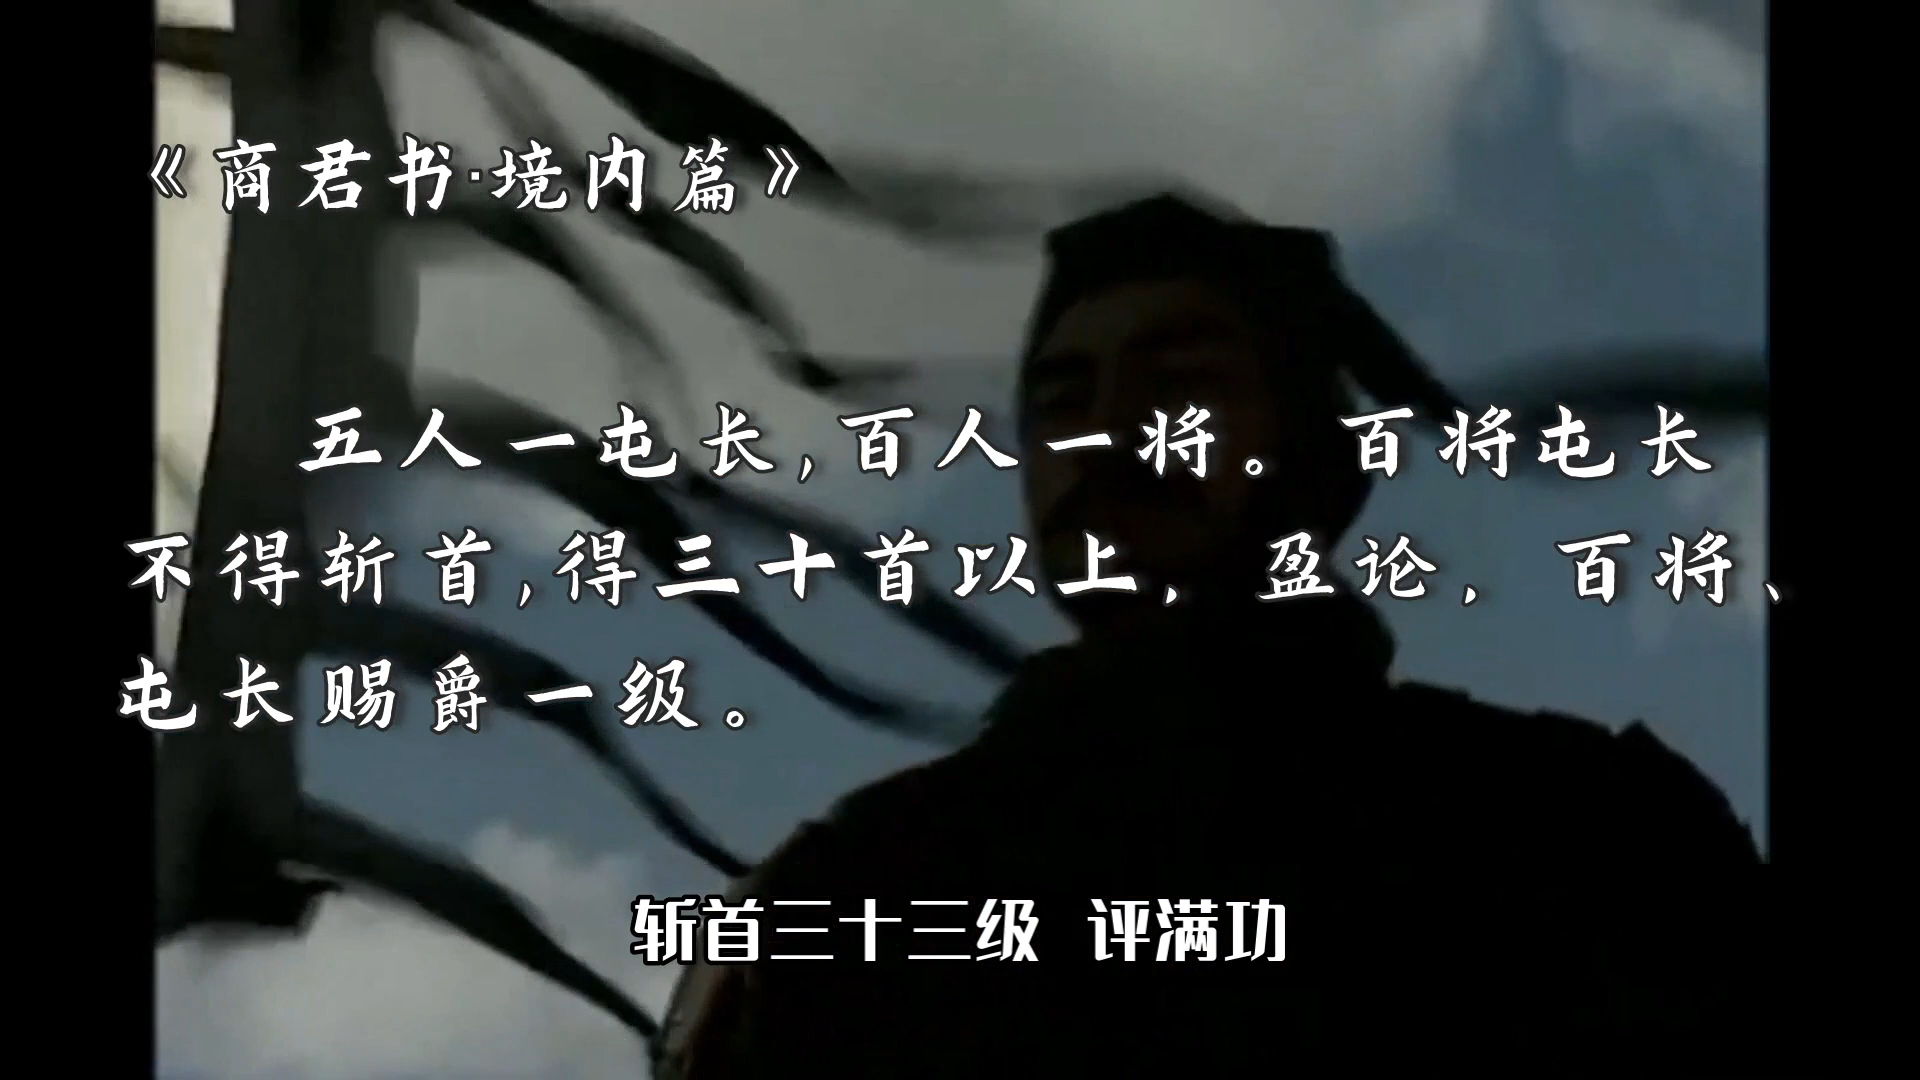 《商君书·境内篇》
五人一屯长，百人一将。百将屯长
不得斩首，得三十首以上，盈论，百将、
屯长赐爵一级。
斩首三十三级 评满功